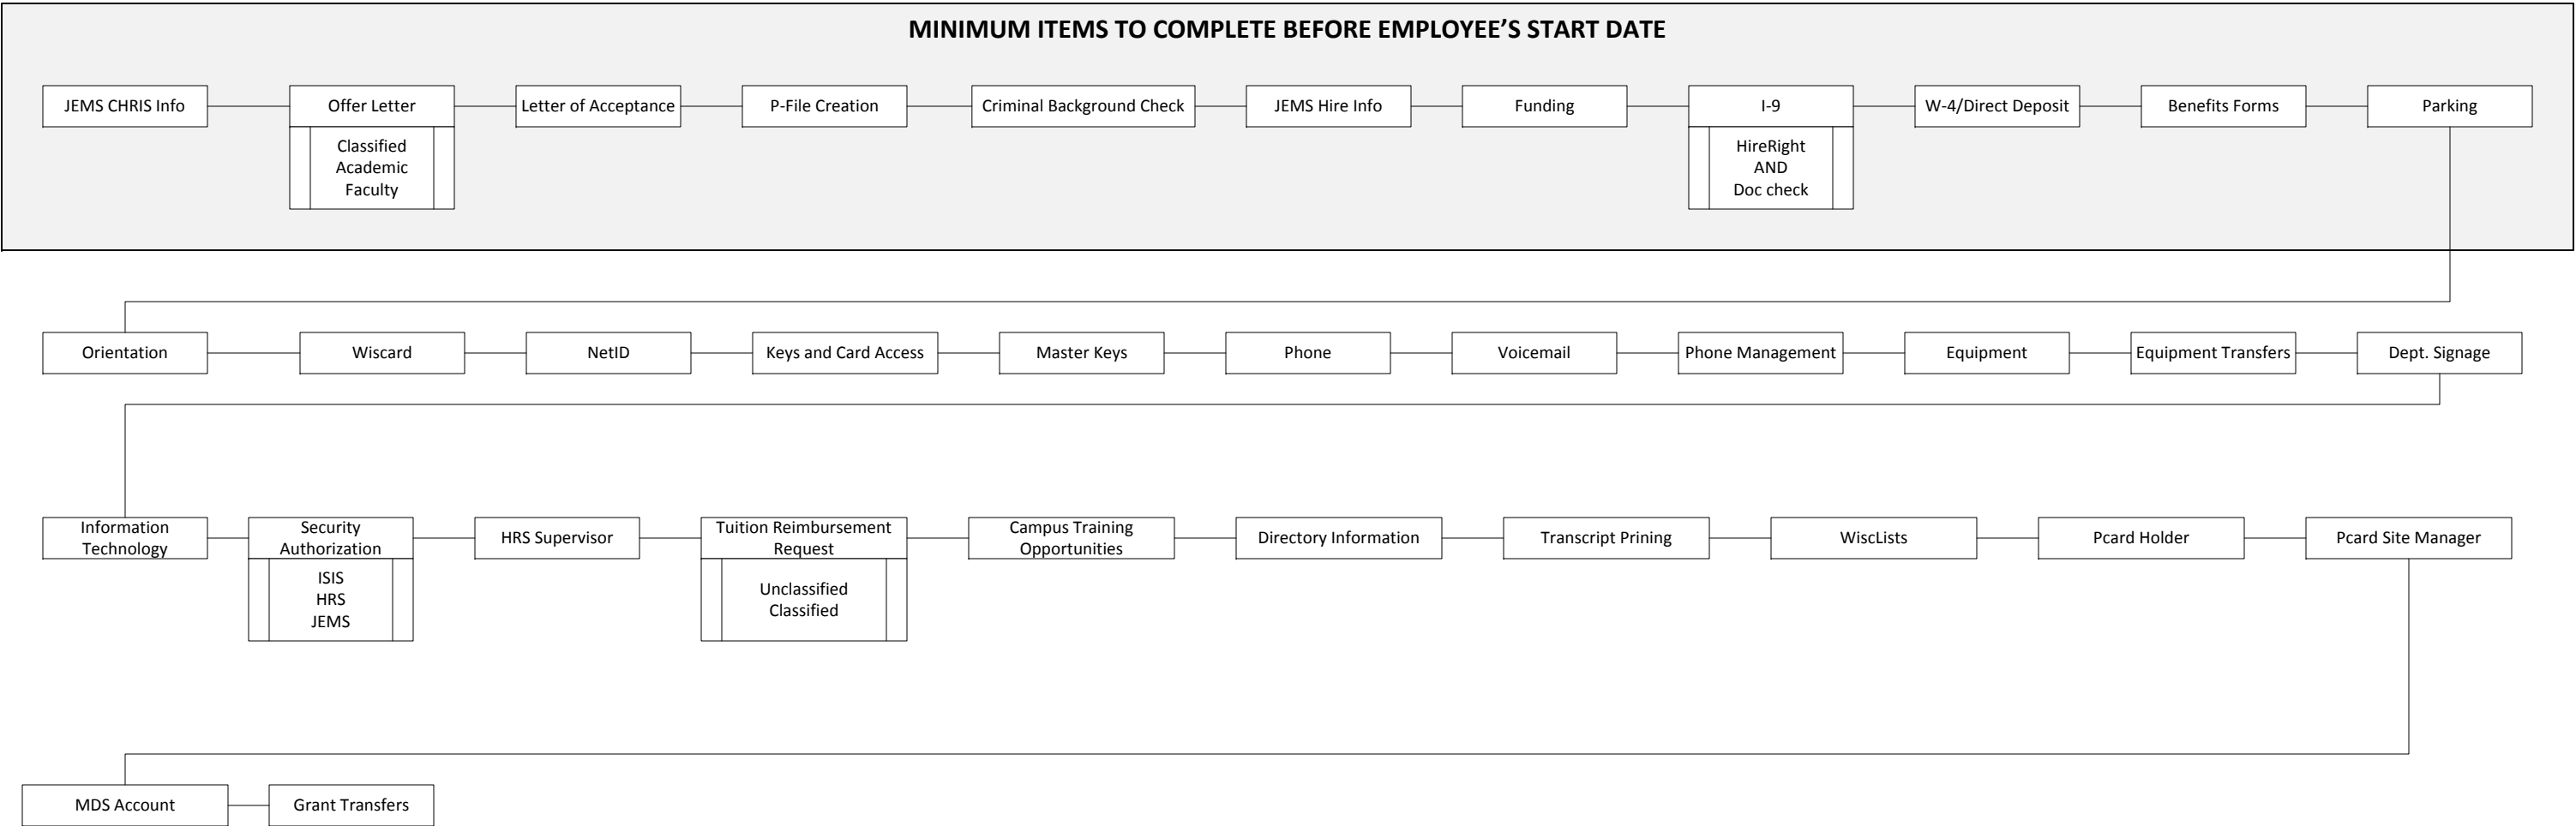 MINIMUM ITEMS TO COMPLETE BEFORE EMPLOYEE’S START DATE
JEMS CHRIS Info
Offer Letter
Classified
Academic
Faculty
Letter of Acceptance
P-File Creation
Criminal Background Check
JEMS Hire Info
Funding
I-9
HireRight
AND
Doc check
W-4/Direct Deposit
Benefits Forms
Parking
Orientation
Wiscard
NetID
Keys and Card Access
Master Keys
Phone
Voicemail
Phone Management
Equipment
Equipment Transfers
Dept. Signage
Information
Technology
Security
Authorization
ISIS
HRS
JEMS
HRS Supervisor
Tuition Reimbursement
Request
Unclassified
Classified
Campus Training
Opportunities
Directory Information
Transcript Prining
WiscLists
Pcard Holder
Pcard Site Manager
MDS Account
Grant Transfers